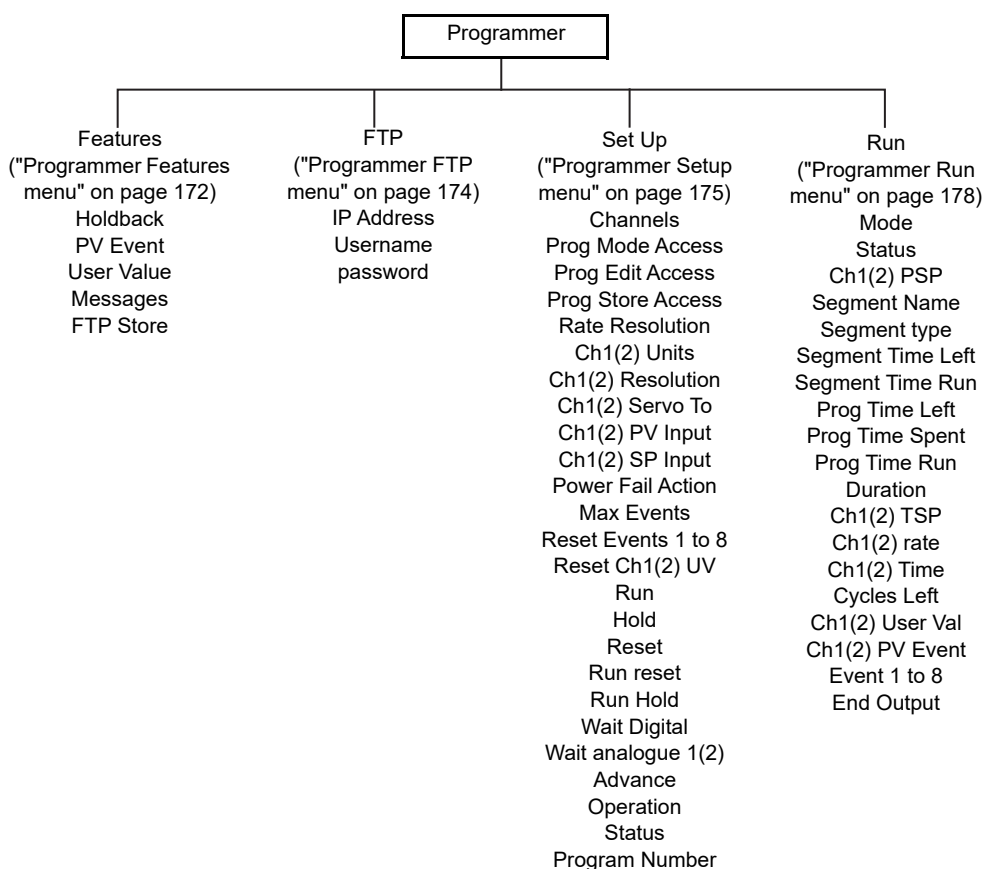 Programmer
Features
("Programmer Features
menu" on page 172)
Holdback
PV Event
User Value
Messages
FTP Store
FTP
("Programmer FTP
menu" on page 174)
IP Address
Username
password
Set Up
("Programmer Setup
menu" on page 175)
Channels
Prog Mode Access
Prog Edit Access
Prog Store Access
Rate Resolution
Ch1(2) Units
Ch1(2) Resolution
Ch1(2) Servo To
Ch1(2) PV Input
Ch1(2) SP Input
Power Fail Action
Max Events
Reset Events 1 to 8
Reset Ch1(2) UV
Run
Hold
Reset
Run reset
Run Hold
Wait Digital
Wait analogue 1(2)
Advance
Operation
Status
Program Number
Run
("Programmer Run
menu" on page 178)
Mode
Status
Ch1(2) PSP
Segment Name
Segment type
Segment Time Left
Segment Time Run
Prog Time Left
Prog Time Spent
Prog Time Run
Duration
Ch1(2) TSP
Ch1(2) rate
Ch1(2) Time
Cycles Left
Ch1(2) User Val
Ch1(2) PV Event
Event 1 to 8
End Output